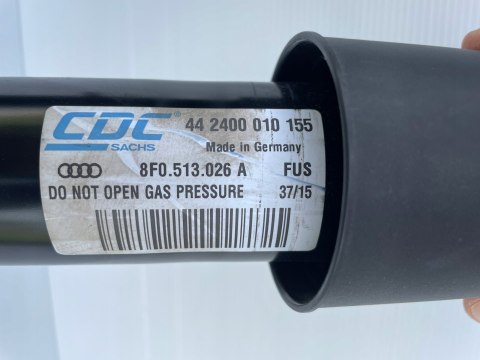 CDC 44 2400 010 155
SACHS Made in Germany
8F0.513.026 A FUS
DO NOT OPEN GAS PRESSURE 37/15